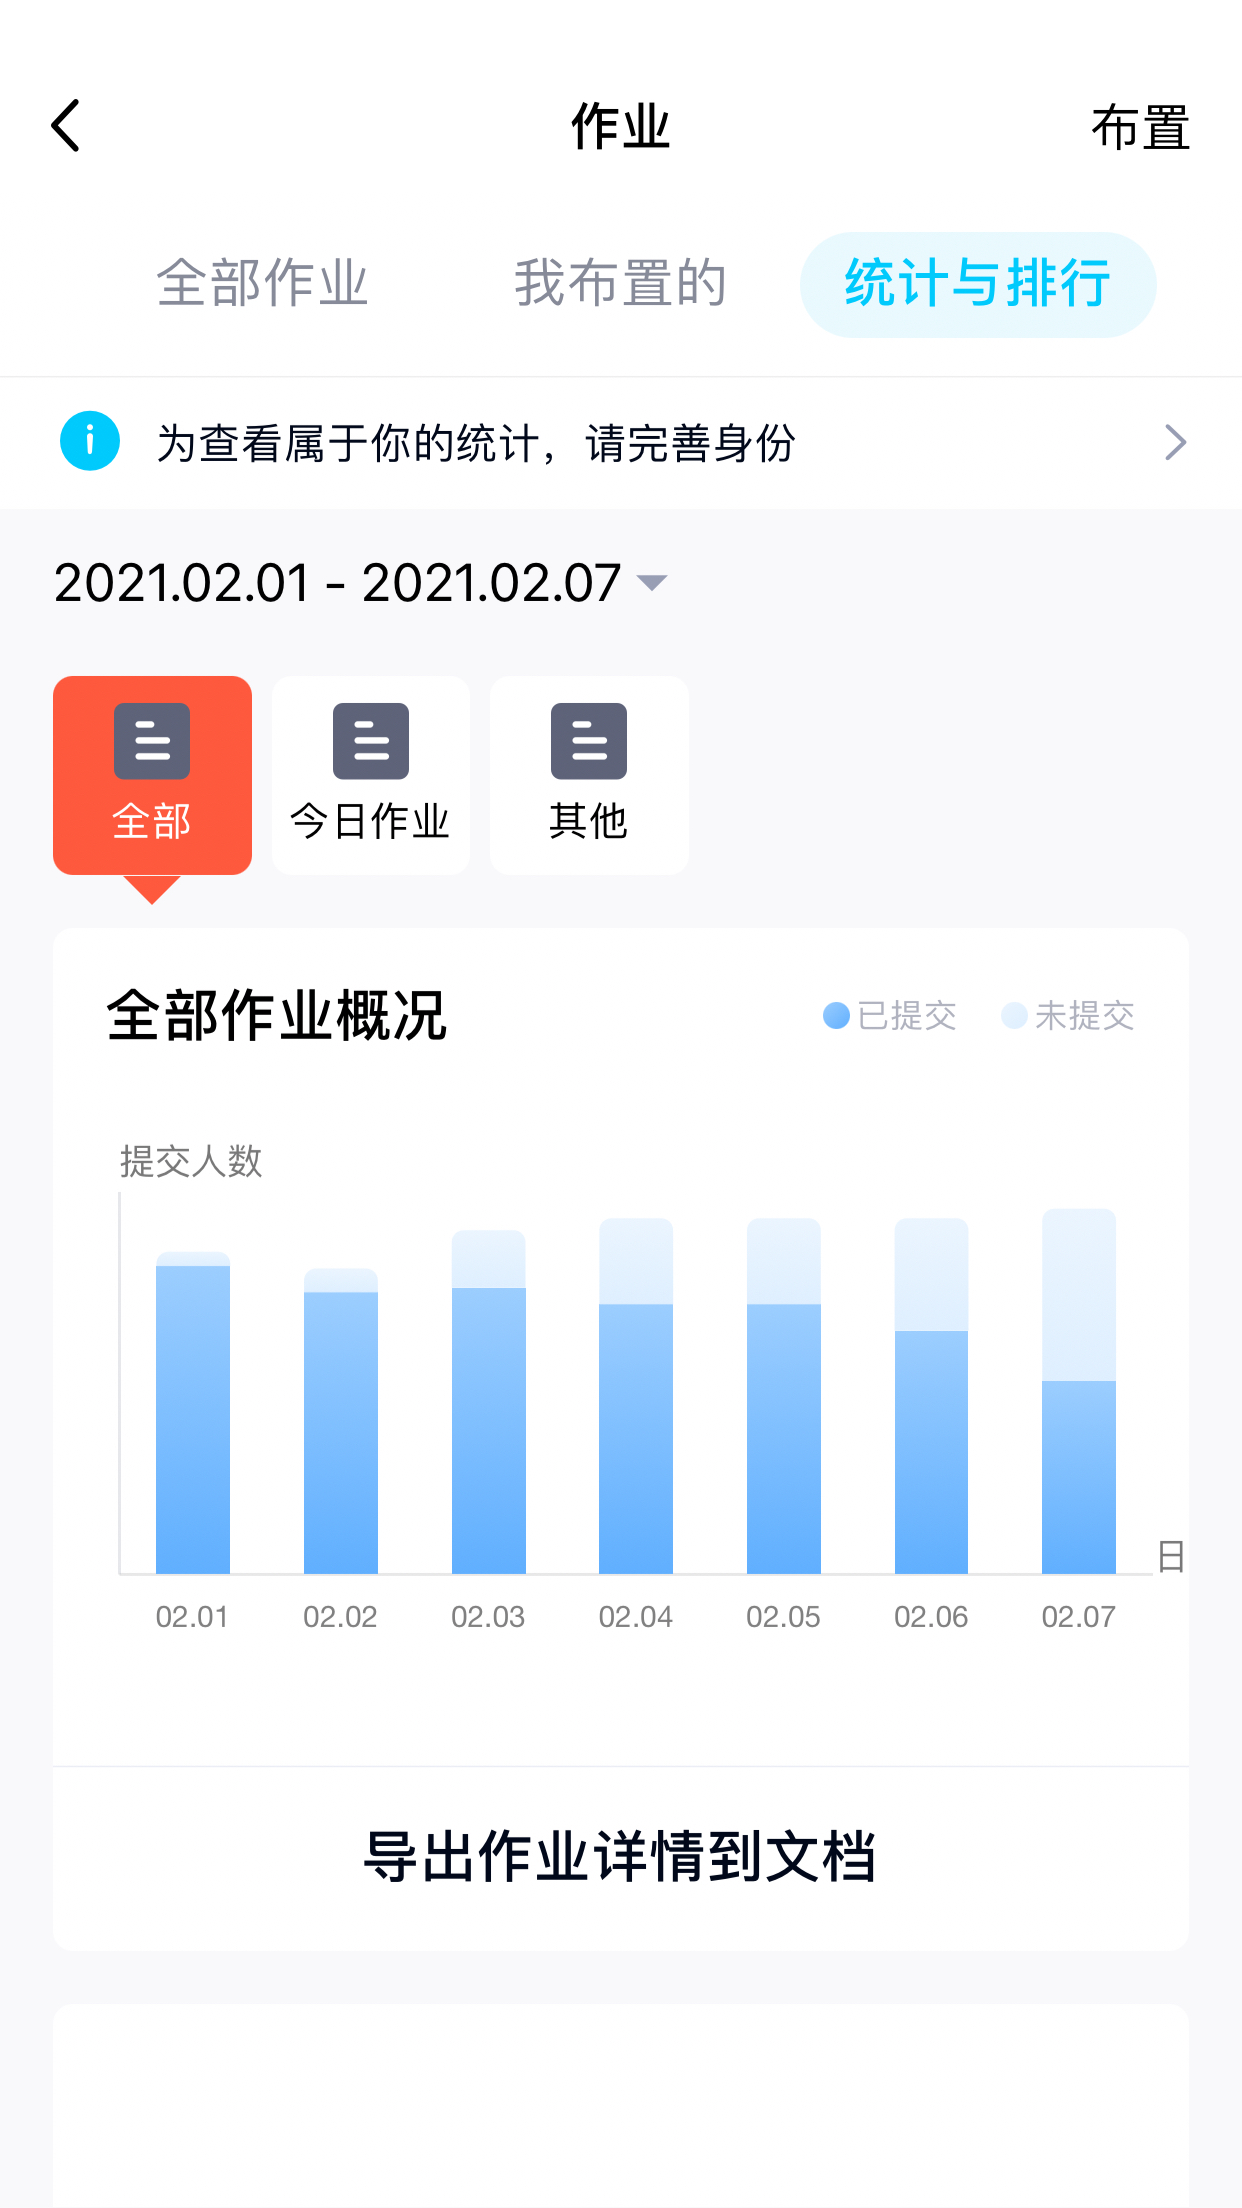 作业
布置
全部作业 我布置的 统计与排行
为查看属于你的统计，请完善身份
2021.02.01 - 2021.02.07
全部 今日作业 其他
全部作业概况
已提交 未提交
提交人数
日
02.01 02.02 02.03 02.04 02.05 02.06 02.07
导出作业详情到文档